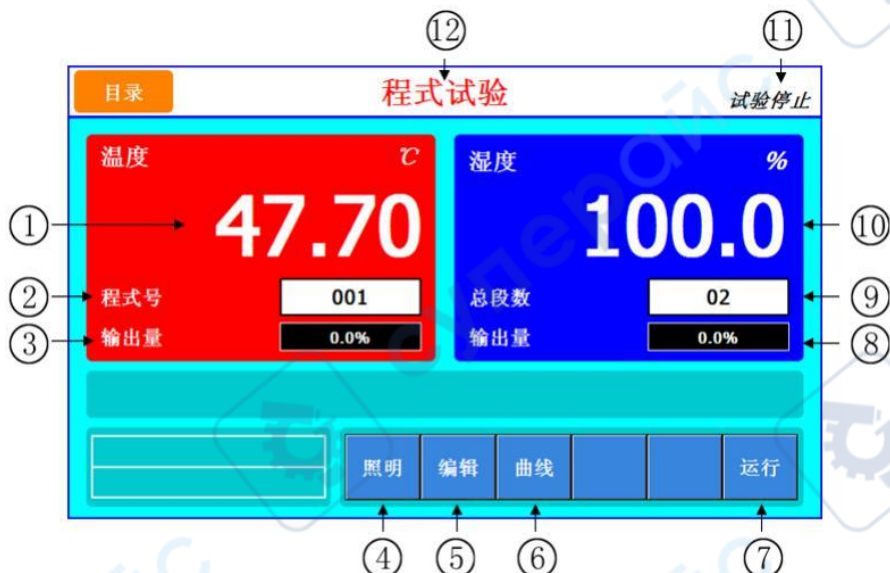 ⑫ ⑪
目录 程式试验 试验停止
温度 ℃ 湿度 %
① 47.70 100.0 ⑩
② 程式号 001 总段数 02 ⑨
③ 输出量 0.0% 输出量 0.0% ⑧
照明 编辑 曲线 运行
④ ⑤ ⑥ ⑦
суперайс